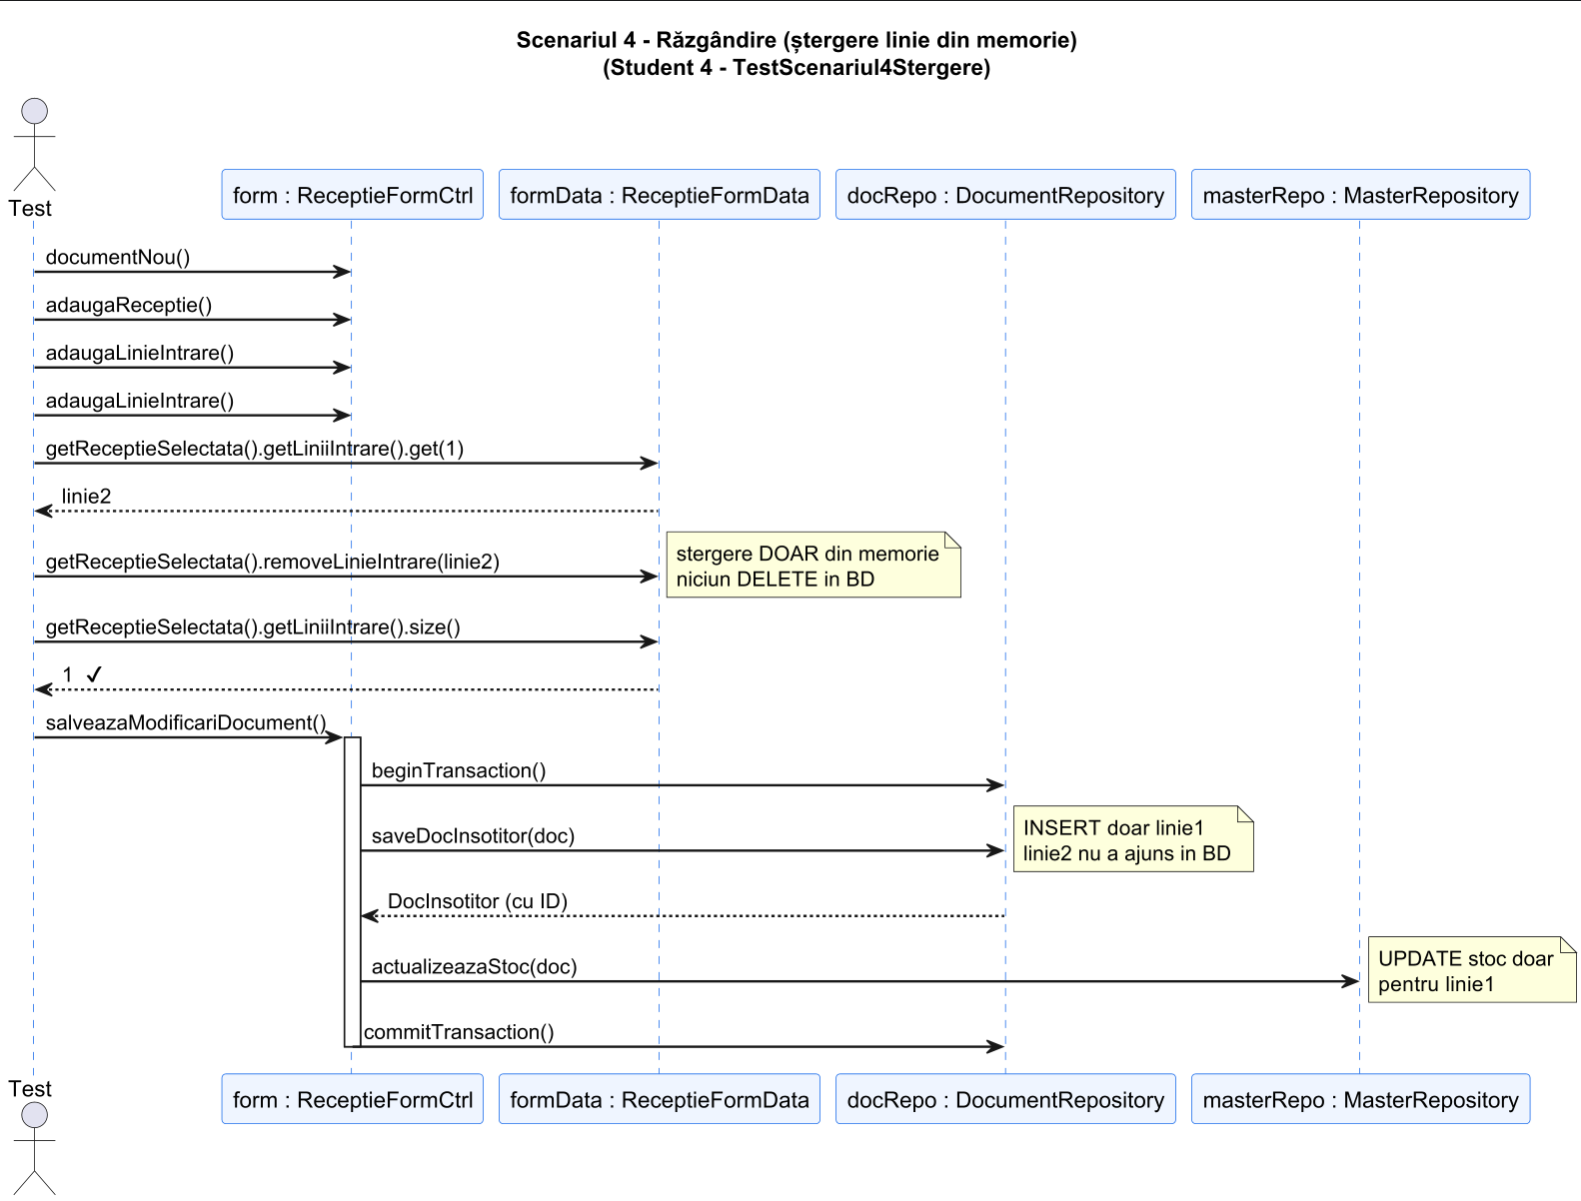 Scenariul 4 - Răzgândire (ștergere linie din memorie)
(Student 4 - TestScenariul4Stergere)
Test
form : ReceptieFormCtrl
formData : ReceptieFormData
docRepo : DocumentRepository
masterRepo : MasterRepository
documentNou()
adaugaReceptie()
adaugaLinieIntrare()
adaugaLinieIntrare()
getReceptieSelectata().getLiniiIntrare().get(1)
linie2
getReceptieSelectata().removeLinieIntrare(linie2)
stergere DOAR din memorie
niciun DELETE in BD
getReceptieSelectata().getLiniiIntrare().size()
1 ✓
salveazaModificariDocument()
beginTransaction()
saveDocInsotitor(doc)
INSERT doar linie1
linie2 nu a ajuns in BD
DocInsotitor (cu ID)
actualizeazaStoc(doc)
UPDATE stoc doar
pentru linie1
commitTransaction()
Test
form : ReceptieFormCtrl
formData : ReceptieFormData
docRepo : DocumentRepository
masterRepo : MasterRepository